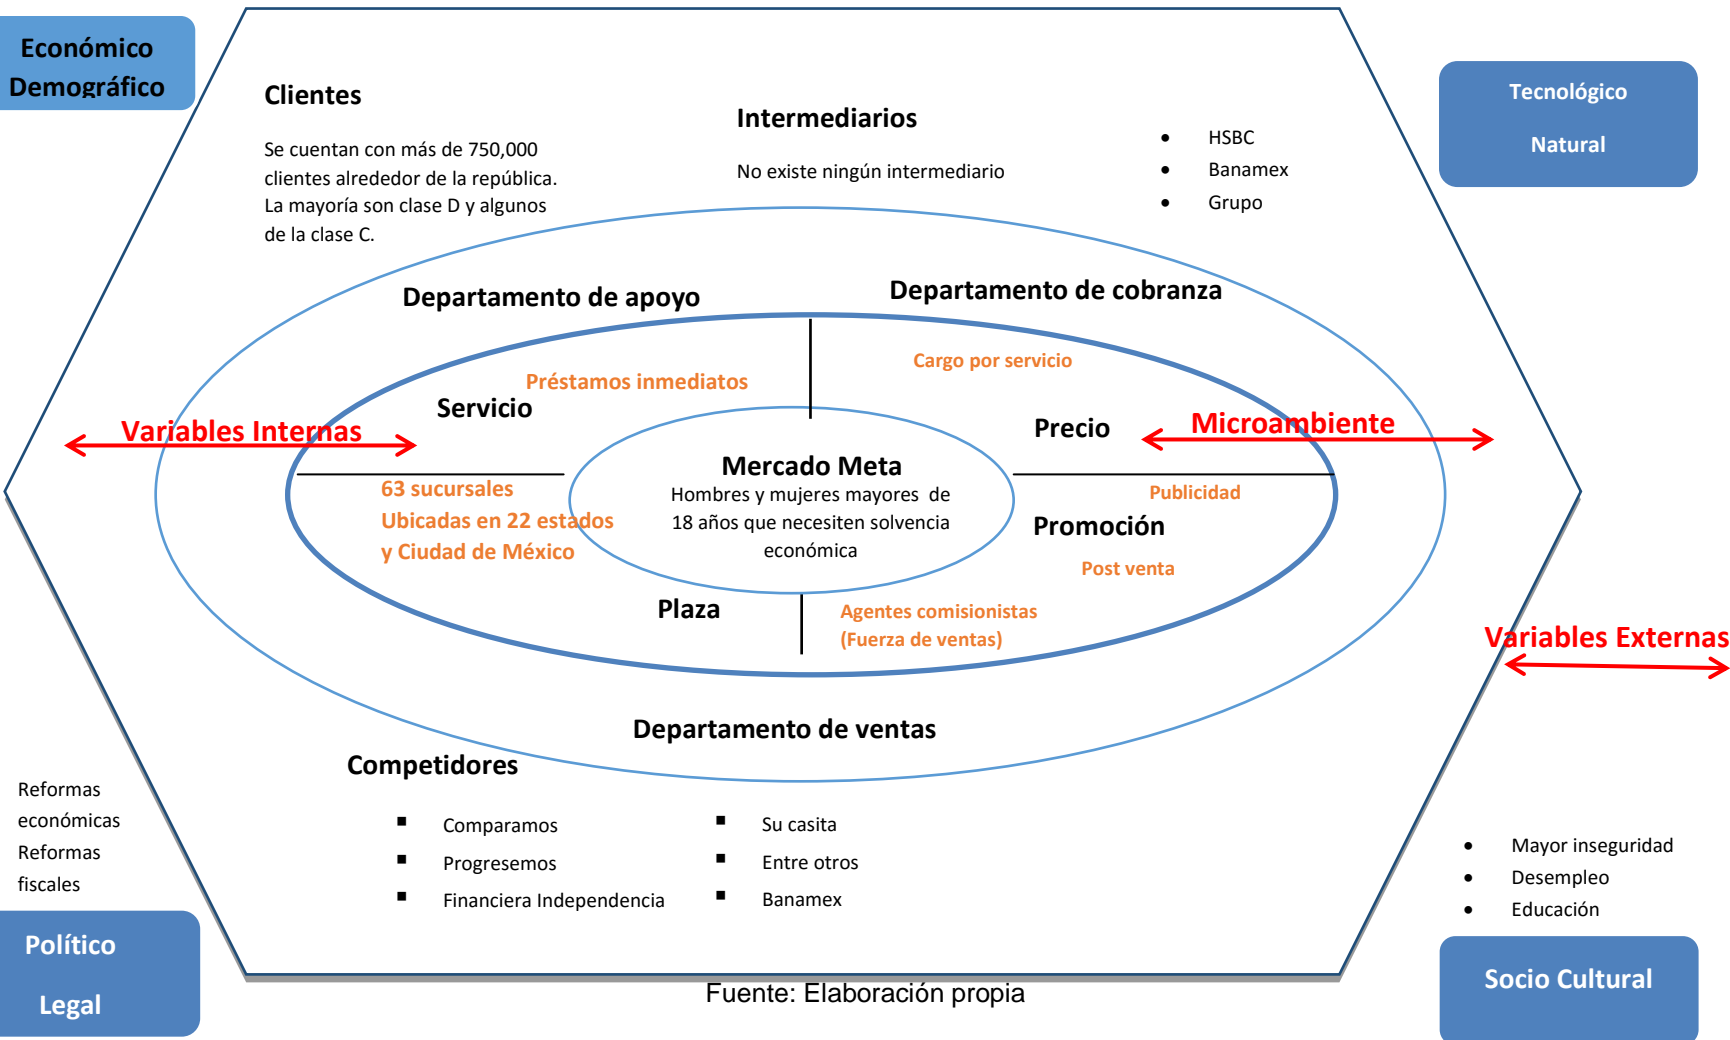 Económico
Demográfico
Tecnológico
Natural
Clientes
Se cuentan con más de 750,000
clientes alrededor de la república.
La mayoría son clase D y algunos
de la clase C.
Intermediarios
No existe ningún intermediario
• HSBC
• Banamex
• Grupo
Departamento de apoyo
Departamento de cobranza
Préstamos inmediatos
Servicio
Cargo por servicio
Precio
Variables Internas
Microambiente
Mercado Meta
Hombres y mujeres mayores de
18 años que necesiten solvencia
económica
63 sucursales
Ubicadas en 22 estados
y Ciudad de México
Publicidad
Promoción
Post venta
Plaza
Agentes comisionistas
(Fuerza de ventas)
Variables Externas
Departamento de ventas
Competidores
▪ Comparamos
▪ Progresemos
▪ Financiera Independencia
▪ Su casita
▪ Entre otros
▪ Banamex
Reformas
económicas
Reformas
fiscales
• Mayor inseguridad
• Desempleo
• Educación
Político
Legal
Socio Cultural
Fuente: Elaboración propia